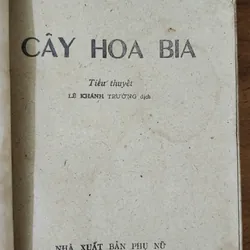 CÂY HOA BIA
Tiểu thuyết
LÊ KHÁNH TRƯỜNG dịch
NHÀ XUẤT BẢN PHỤ NỮ